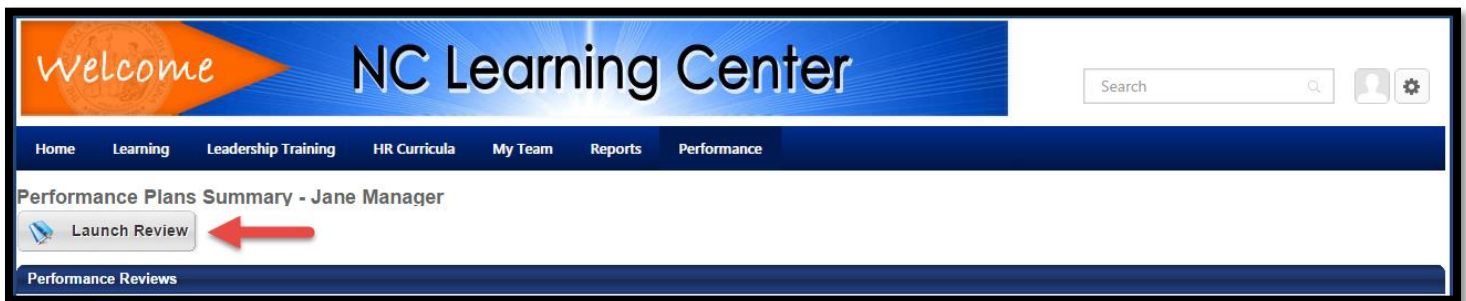 Welcome
NC Learning Center
Search
Home Learning Leadership Training HR Curricula My Team Reports Performance
Performance Plans Summary - Jane Manager
Launch Review
Performance Reviews